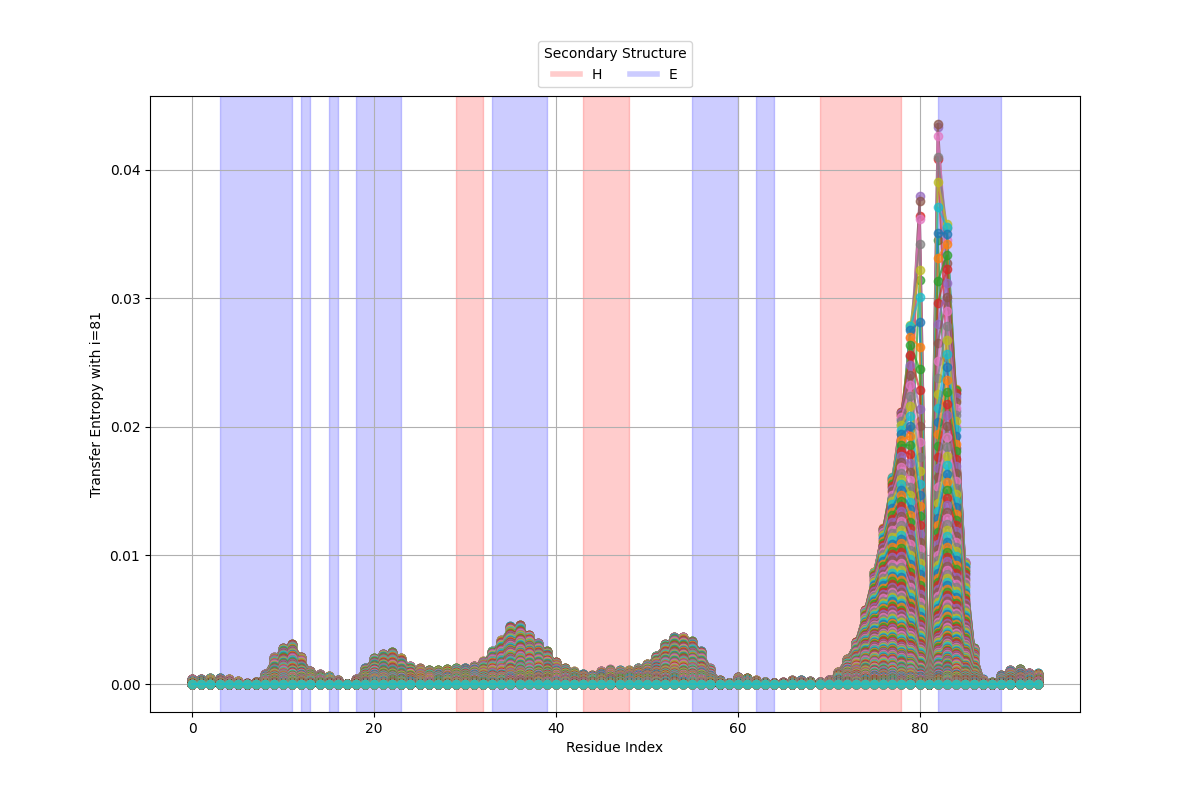 Secondary Structure
H E
0.04
0.03
0.02
0.01
0.00
Transfer Entropy with i=81
0 20 40 60 80
Residue Index